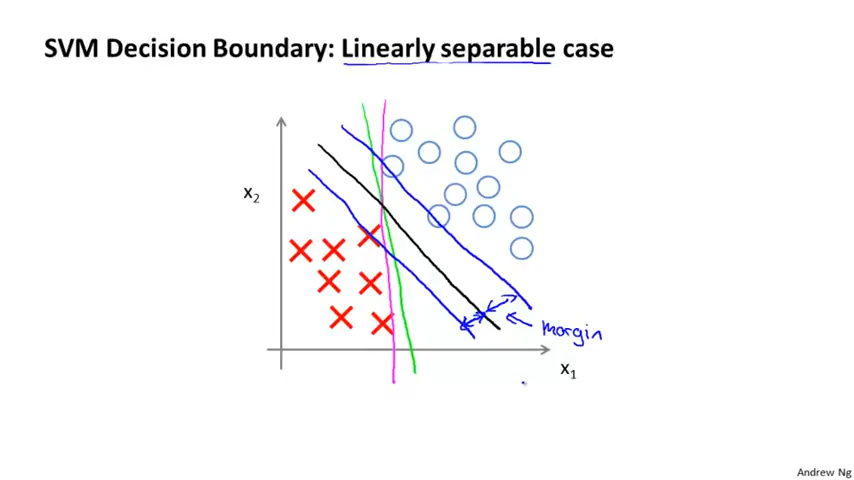 SVM Decision Boundary: Linearly separable case
x2
margin
x1
Andrew Ng